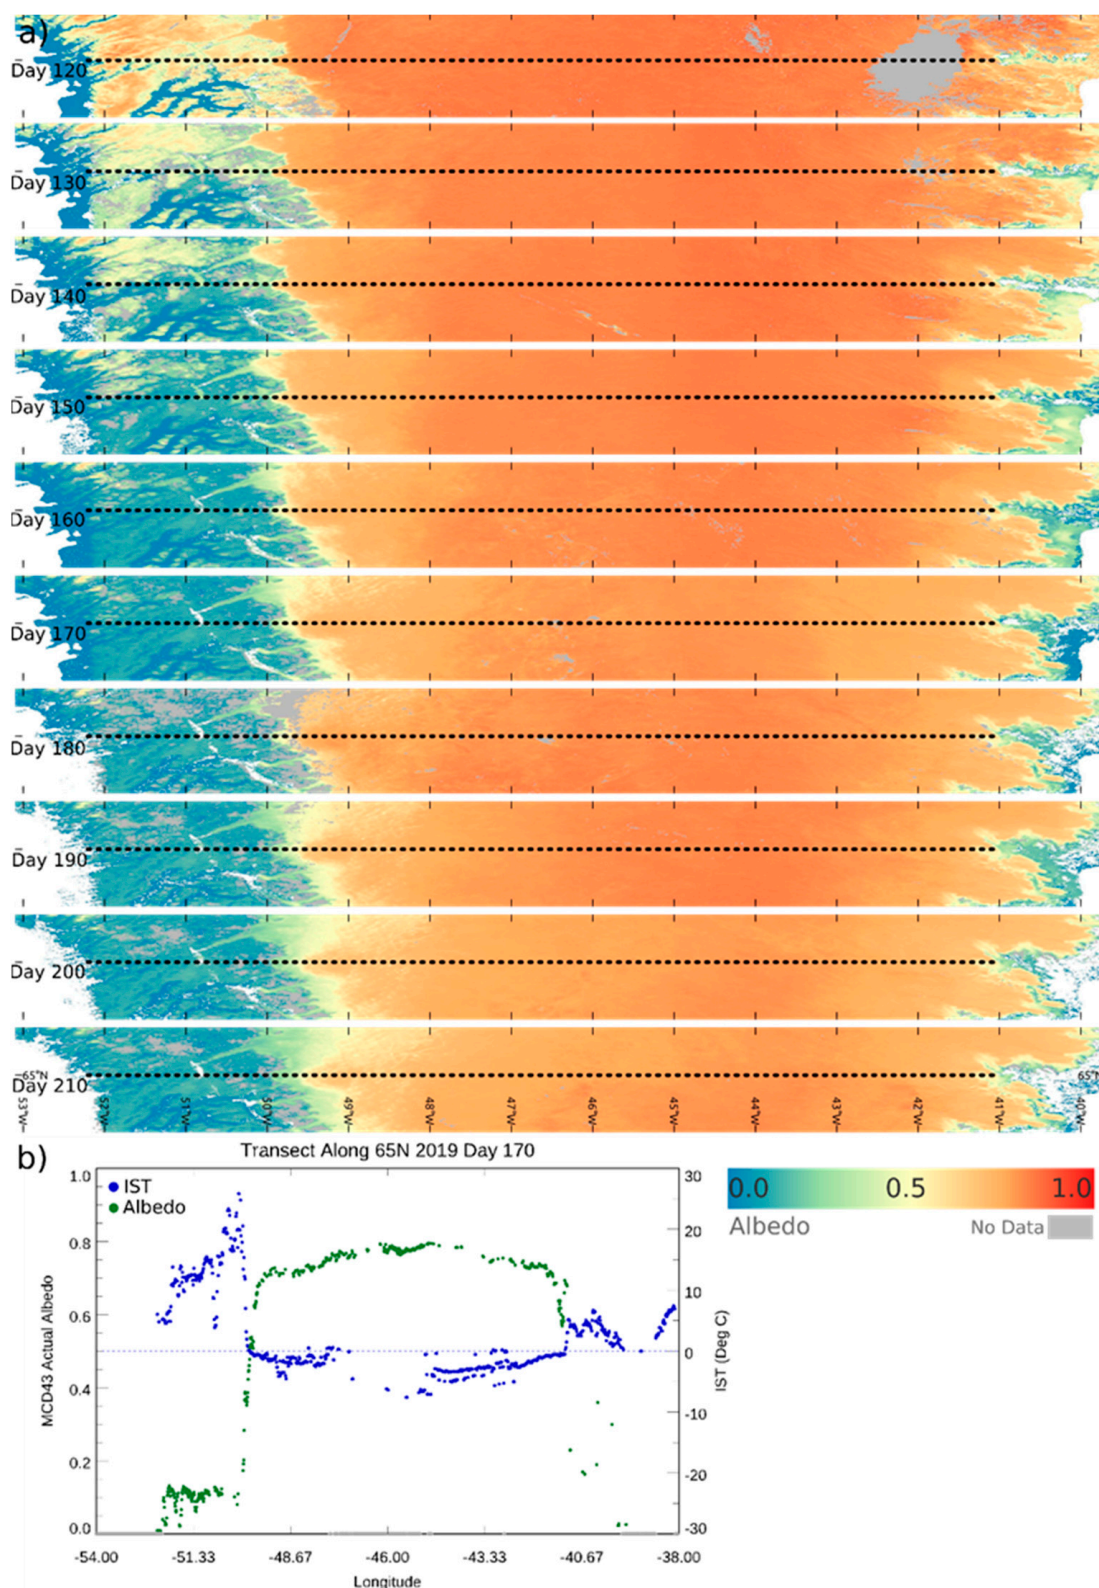 a)
Day 120
Day 130
Day 140
Day 150
Day 160
Day 170
Day 180
Day 190
Day 200
65°N 65°N
Day 210
53°W 52°W 51°W 50°W 49°W 48°W 47°W 46°W 45°W 44°W 43°W 42°W 41°W 40°W
b)
Transect Along 65N 2019 Day 170
IST
Albedo
MCD43 Actual Albedo
1.0
0.8
0.6
0.4
0.2
0.0
30
20
10
0
-10
-20
-30
IST (Deg C)
-54.00 -51.33 -48.67 -46.00 -43.33 -40.67 -38.00
Longitude
0.0 0.5 1.0
Albedo No Data